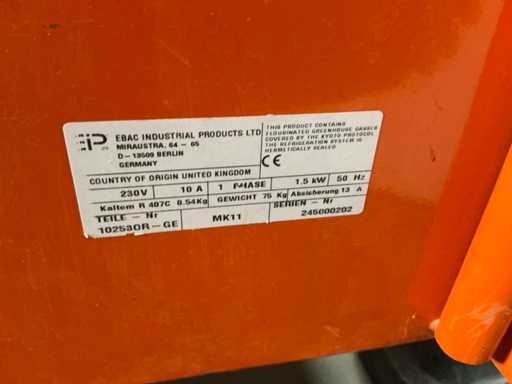 EIP
EBAC INDUSTRIAL PRODUCTS LTD
MIRAUSTRA, 64 - 65
D-13509 BERLIN
GERMANY
THIS PRODUCT CONTAINS
FLOURINATED GREENHOUSE GASSES
COVERED BY THE KYOTO PROTOCOL
THE REFRIGERATION SYSTEM IS
HERMETICALLY SEALED
CE
COUNTRY OF ORIGIN UNITED KINGDOM
230V 10 A 1 PHASE 1.5 kW 50 Hz
Kaltem R 407C 0.54Kg GEWICHT 75 Kg Absicherung 13 A
TEILE - Nr SERIEN - Nr
10253OR-GE MK11 245000202